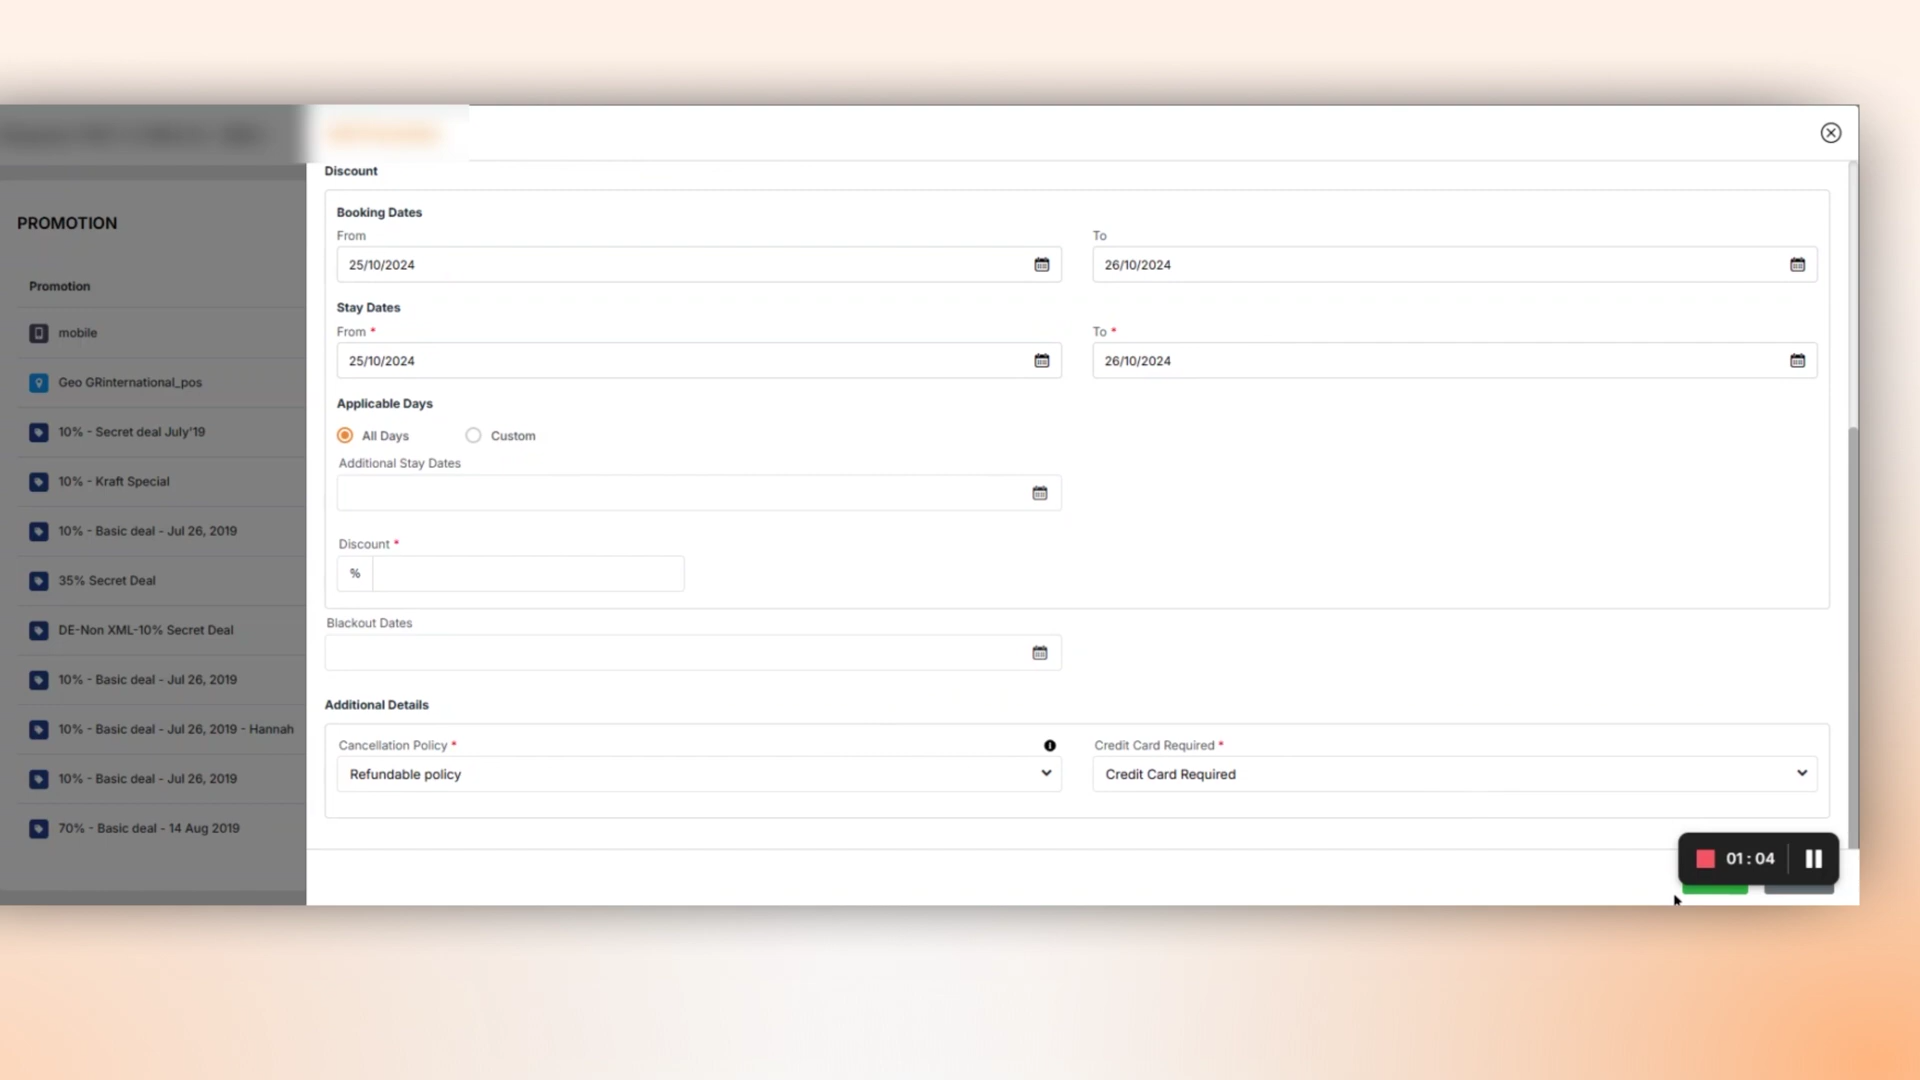 PROMOTION
Promotion
mobile
Geo GRinternational_pos
10% - Secret deal July'19
10% - Kraft Special
10% - Basic deal - Jul 26, 2019
35% Secret Deal
DE-Non XML-10% Secret Deal
10% - Basic deal - Jul 26, 2019
10% - Basic deal - Jul 26, 2019 - Hannah
10% - Basic deal - Jul 26, 2019
70% - Basic deal - 14 Aug 2019
Discount
Booking Dates
From To
25/10/2024 26/10/2024
Stay Dates
From * To *
25/10/2024 26/10/2024
Applicable Days
All Days Custom
Additional Stay Dates
Discount *
%
Blackout Dates
Additional Details
Cancellation Policy * Credit Card Required *
Refundable policy Credit Card Required
01:04